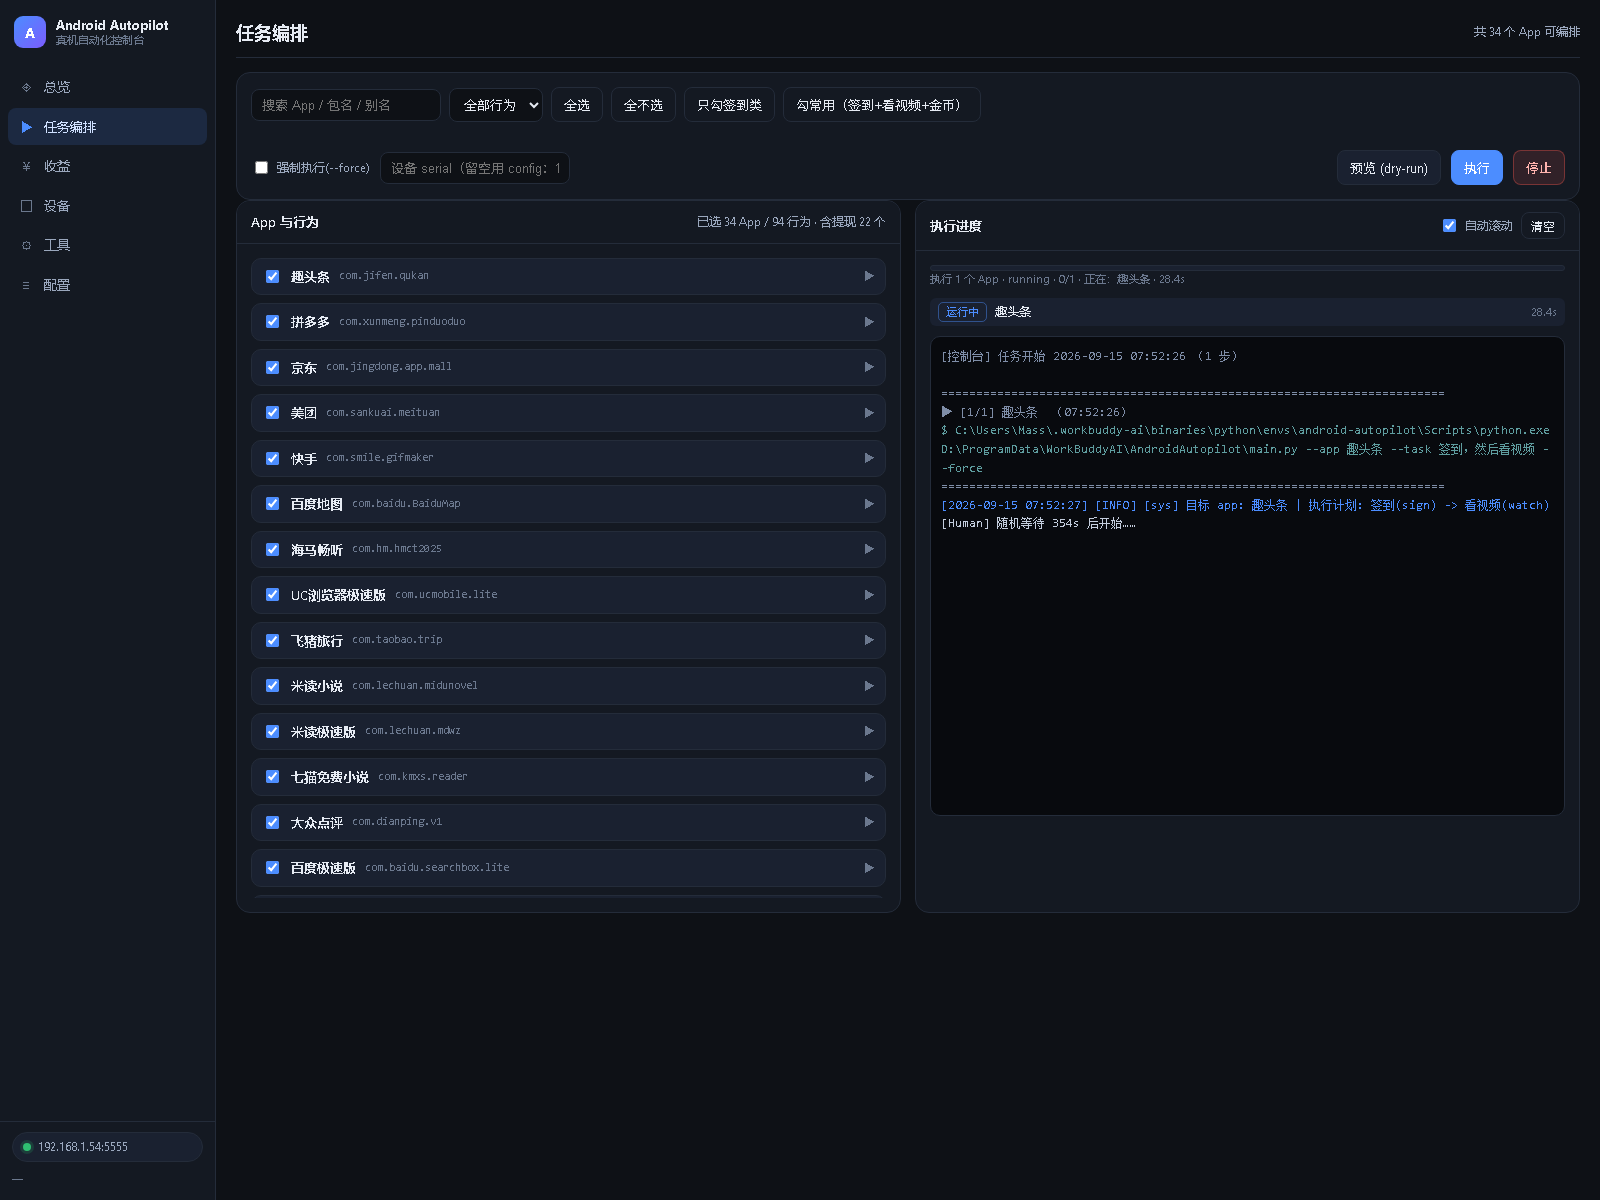 A
Android Autopilot
真机自动化控制台
总览
任务编排
¥ 收益
设备
工具
配置
192.168.1.54:5555
—
任务编排
共 34 个 App 可编排
搜索 App / 包名 / 别名
全部行为
全选
全不选
只勾签到类
勾常用（签到+看视频+金币）
强制执行(--force)
设备 serial（留空用 config：1
预览 (dry-run)
执行
停止
App 与行为
已选 34 App / 94 行为 · 含提现 22 个
趣头条 com.jifen.qukan
拼多多 com.xunmeng.pinduoduo
京东 com.jingdong.app.mall
美团 com.sankuai.meituan
快手 com.smile.gifmaker
百度地图 com.baidu.BaiduMap
海马畅听 com.hm.hmct2025
UC浏览器极速版 com.ucmobile.lite
飞猪旅行 com.taobao.trip
米读小说 com.lechuan.midunovel
米读极速版 com.lechuan.mdwz
七猫免费小说 com.kmxs.reader
大众点评 com.dianping.v1
百度极速版 com.baidu.searchbox.lite
执行进度
自动滚动
清空
执行 1 个 App · running · 0/1 · 正在：趣头条 · 28.4s
运行中 趣头条 28.4s
[控制台] 任务开始 2026-09-15 07:52:26 （1 步）
========================================================================
▶ [1/1] 趣头条 （07:52:26）
$ C:\Users\Mass\.workbuddy-ai\binaries\python\envs\android-autopilot\Scripts\python.exe
D:\ProgramData\WorkBuddyAI\AndroidAutopilot\main.py --app 趣头条 --task 签到，然后看视频 -
-force
========================================================================
[2026-09-15 07:52:27] [INFO] [sys] 目标 app: 趣头条 | 执行计划: 签到(sign) -> 看视频(watch)
[Human] 随机等待 354s 后开始……